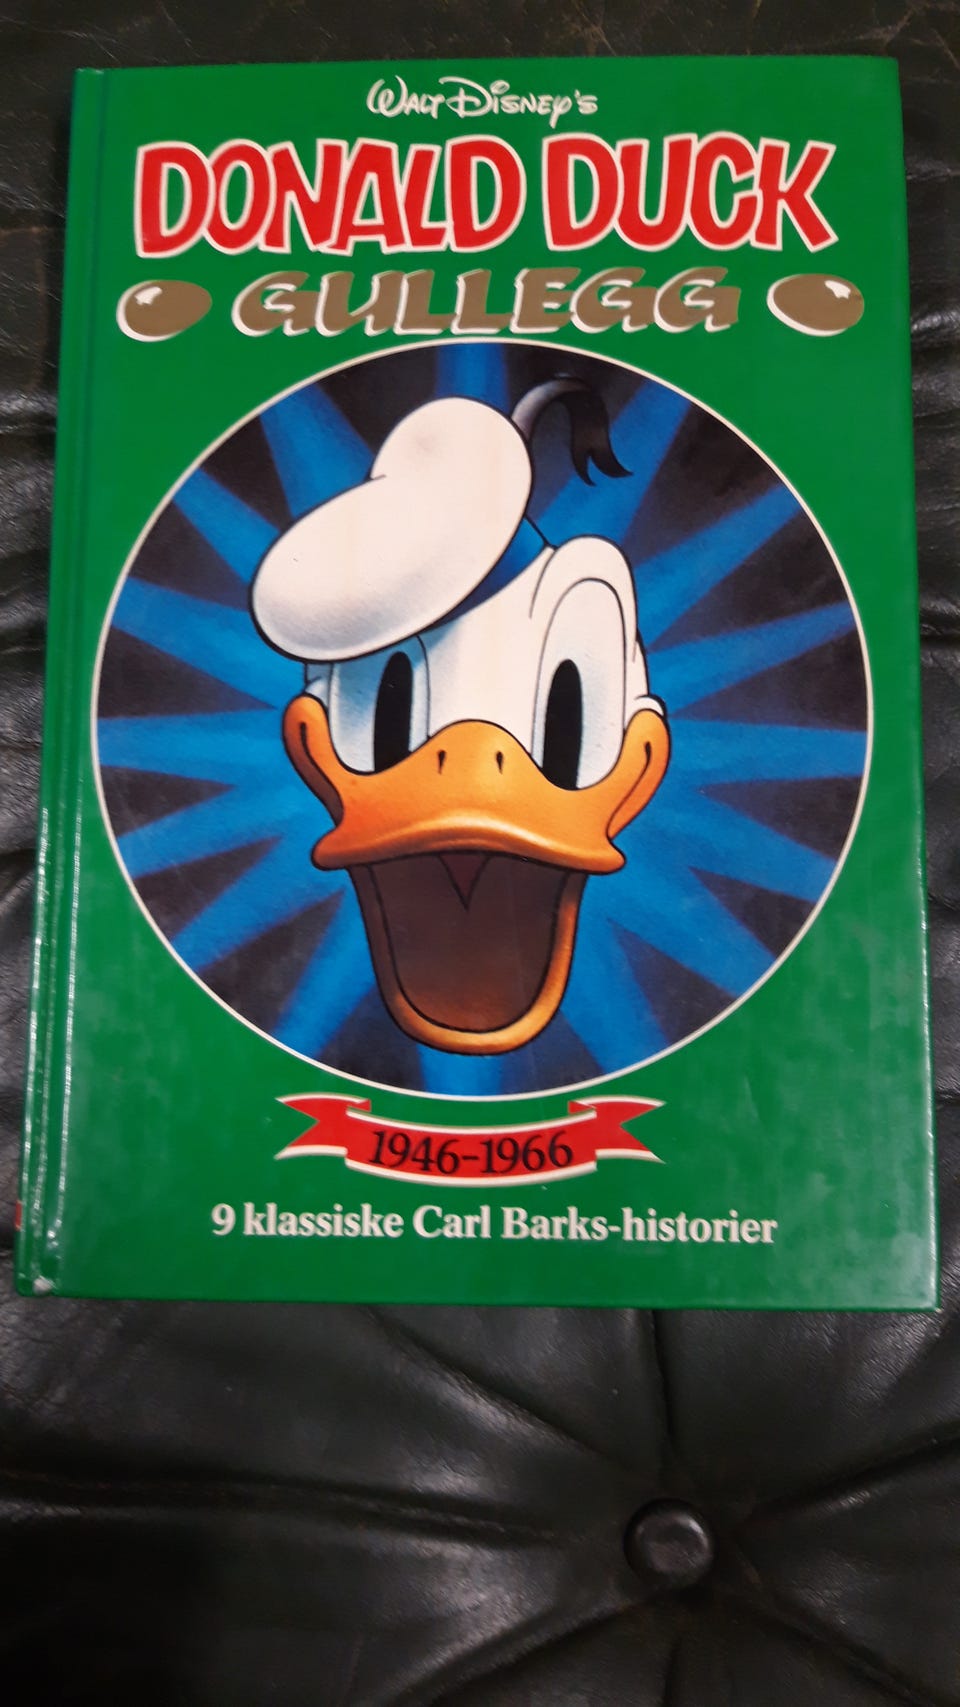 Walt Disney's
DONALD DUCK
GULLEGG
1946-1966
9 klassiske Carl Barks-historier